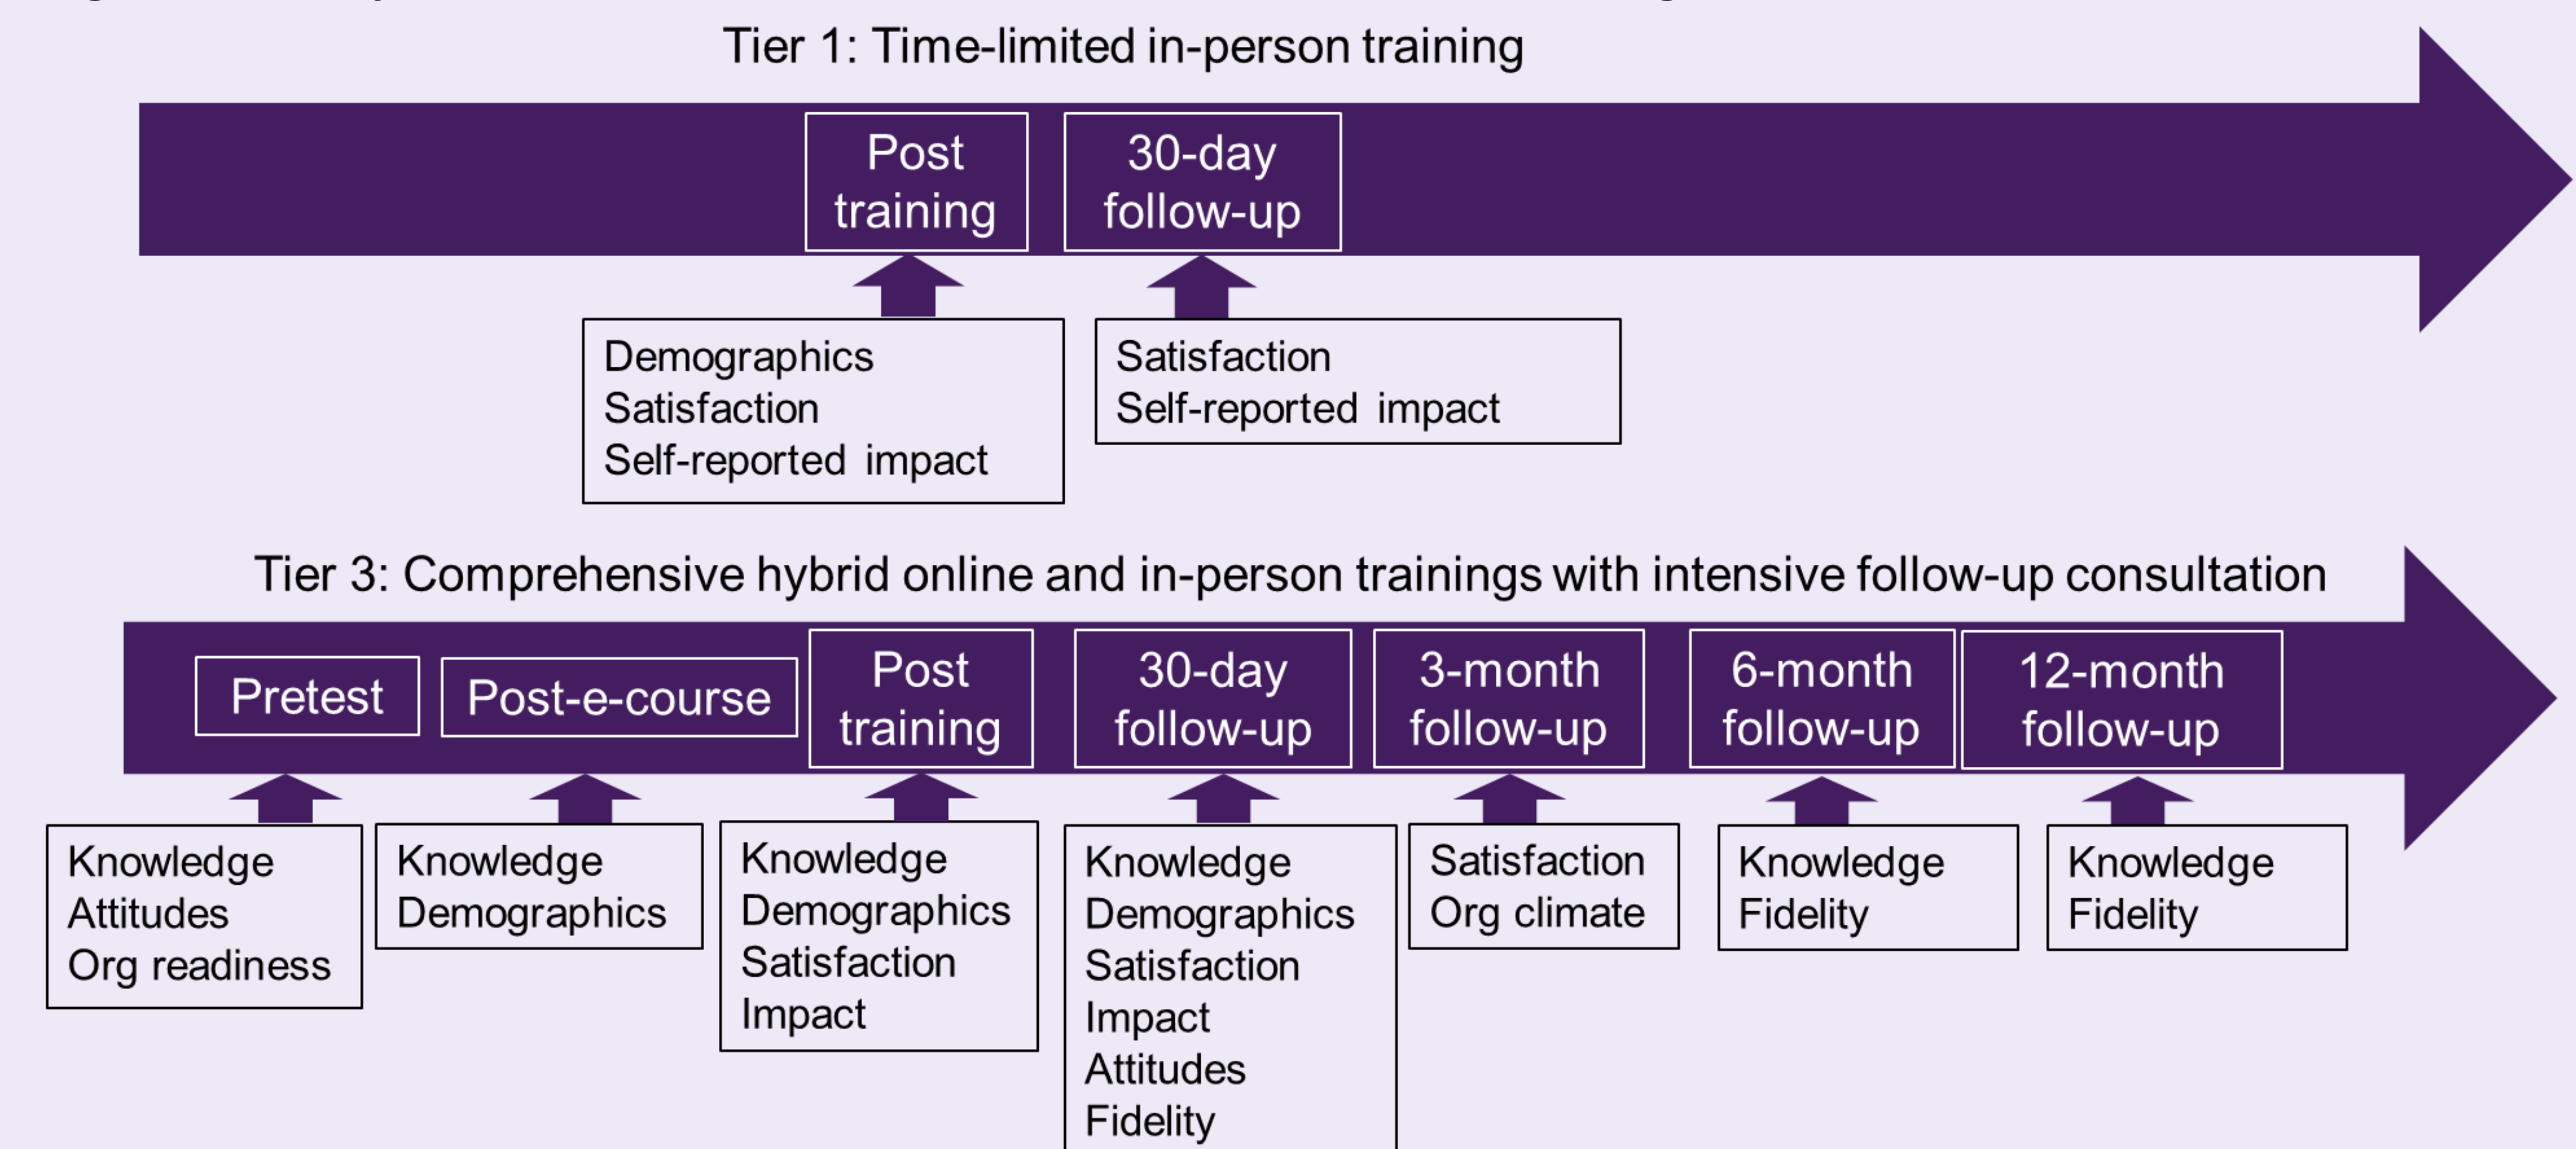 Tier 1: Time-limited in-person training
Post
training
30-day
follow-up
Demographics
Satisfaction
Self-reported impact
Satisfaction
Self-reported impact
Tier 3: Comprehensive hybrid online and in-person trainings with intensive follow-up consultation
Pretest
Post-e-course
Post
training
30-day
follow-up
3-month
follow-up
6-month
follow-up
12-month
follow-up
Knowledge
Attitudes
Org readiness
Knowledge
Demographics
Knowledge
Demographics
Satisfaction
Impact
Knowledge
Demographics
Satisfaction
Impact
Attitudes
Fidelity
Satisfaction
Org climate
Knowledge
Fidelity
Knowledge
Fidelity